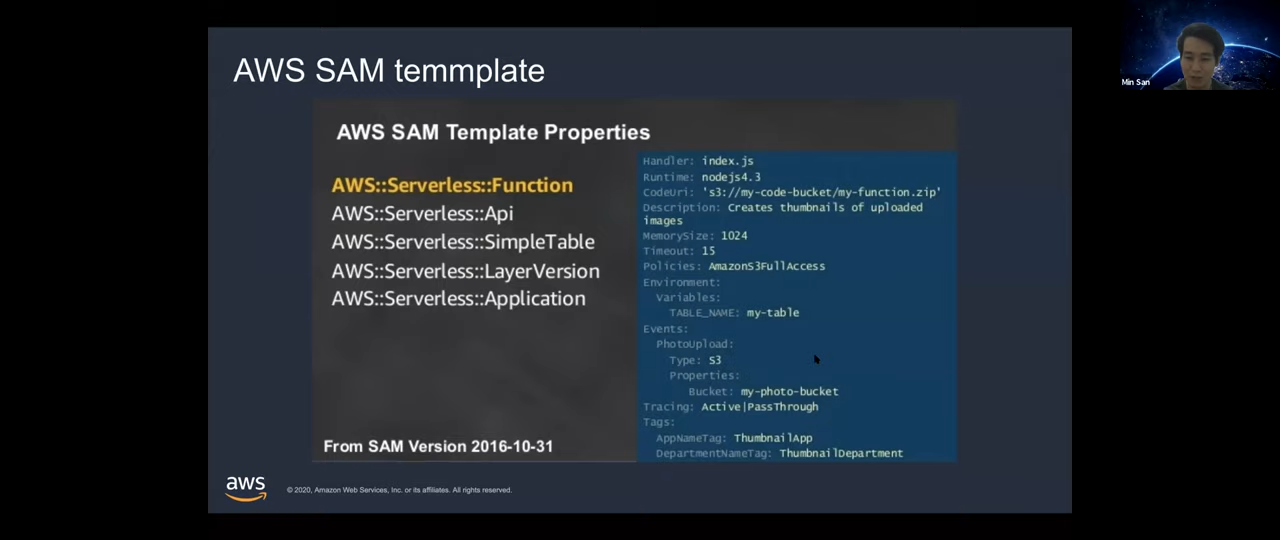 AWS SAM temmplate
AWS SAM Template Properties
AWS::Serverless::Function
AWS::Serverless::Api
AWS::Serverless::SimpleTable
AWS::Serverless::LayerVersion
AWS::Serverless::Application
From SAM Version 2016-10-31
Handler: index.js
Runtime: nodejs4.3
CodeUri: 's3://my-code-bucket/my-function.zip'
Description: Creates thumbnails of uploaded
images
MemorySize: 1024
Timeout: 15
Policies: AmazonS3FullAccess
Environment:
Variables:
TABLE_NAME: my-table
Events:
PhotoUpload:
Type: S3
Properties:
Bucket: my-photo-bucket
Tracing: Active|PassThrough
Tags:
AppNameTag: ThumbnailApp
DepartmentNameTag: ThumbnailDepartment
aws
© 2020, Amazon Web Services, Inc. or its affiliates. All rights reserved.
Min San